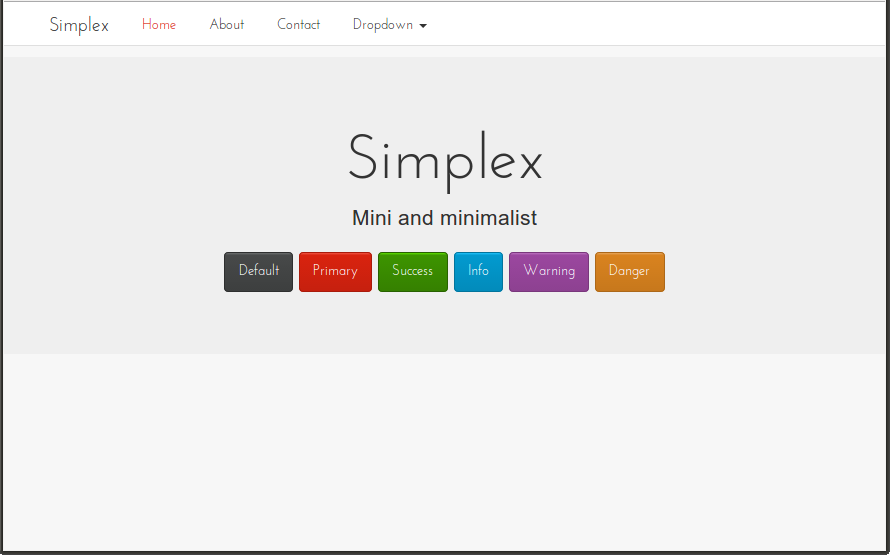 Simplex Home About Contact Dropdown
Simplex
Mini and minimalist
Default Primary Success Info Warning Danger